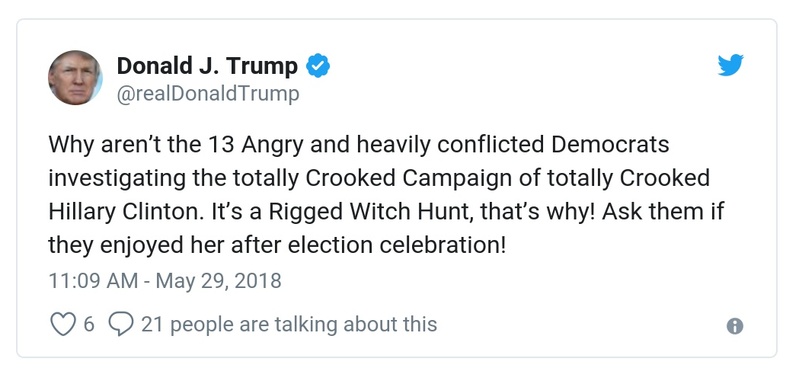 Donald J. Trump
@realDonaldTrump
Why aren’t the 13 Angry and heavily conflicted Democrats
investigating the totally Crooked Campaign of totally Crooked
Hillary Clinton. It’s a Rigged Witch Hunt, that’s why! Ask them if
they enjoyed her after election celebration!
11:09 AM - May 29, 2018
6 21 people are talking about this